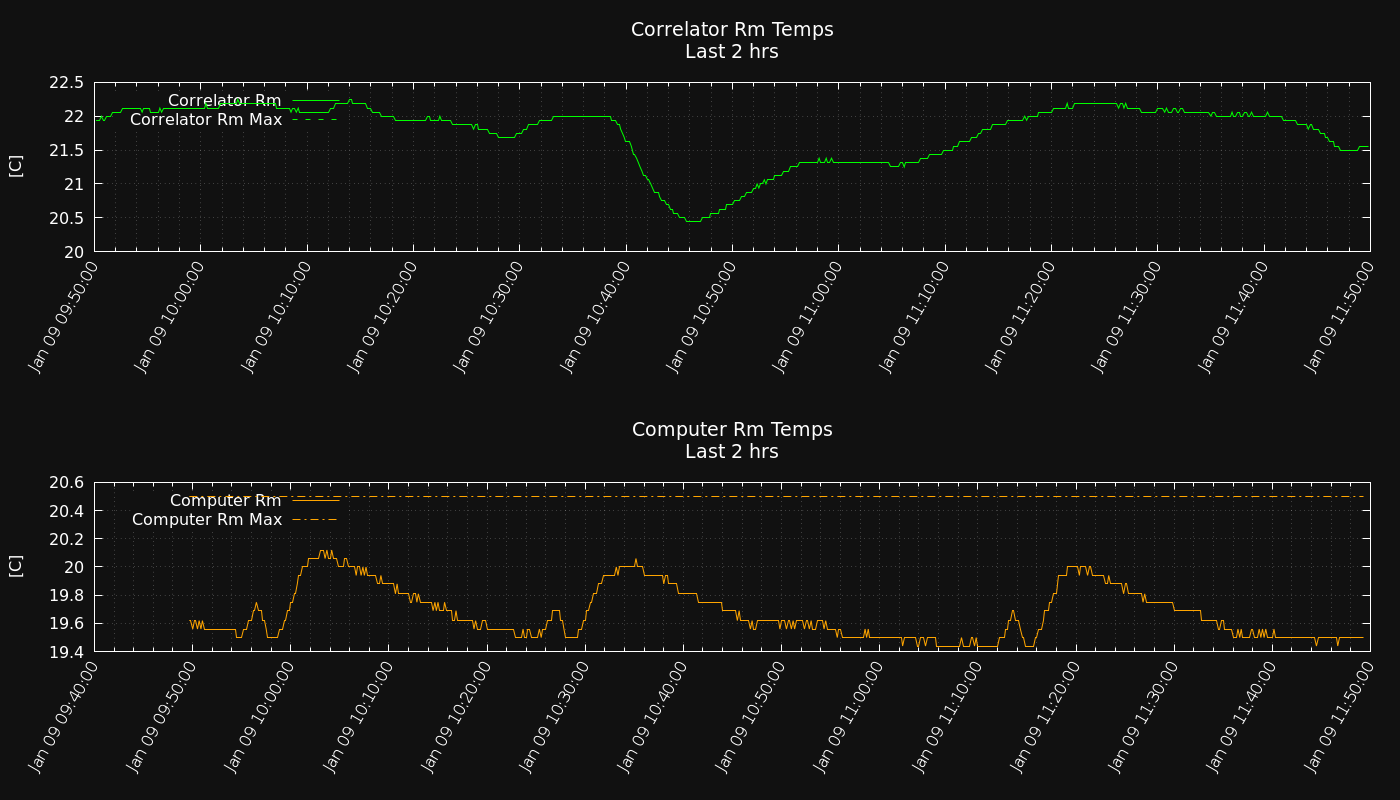 Correlator Rm Temps
Last 2 hrs
22.5
22
21.5
21
20.5
20
[C]
Correlator Rm
Correlator Rm Max
Jan 09 09:50:00
Jan 09 10:00:00
Jan 09 10:10:00
Jan 09 10:20:00
Jan 09 10:30:00
Jan 09 10:40:00
Jan 09 10:50:00
Jan 09 11:00:00
Jan 09 11:10:00
Jan 09 11:20:00
Jan 09 11:30:00
Jan 09 11:40:00
Jan 09 11:50:00
Computer Rm Temps
Last 2 hrs
20.6
20.4
20.2
20
19.8
19.6
19.4
[C]
Computer Rm
Computer Rm Max
Jan 09 09:40:00
Jan 09 09:50:00
Jan 09 10:00:00
Jan 09 10:10:00
Jan 09 10:20:00
Jan 09 10:30:00
Jan 09 10:40:00
Jan 09 10:50:00
Jan 09 11:00:00
Jan 09 11:10:00
Jan 09 11:20:00
Jan 09 11:30:00
Jan 09 11:40:00
Jan 09 11:50:00